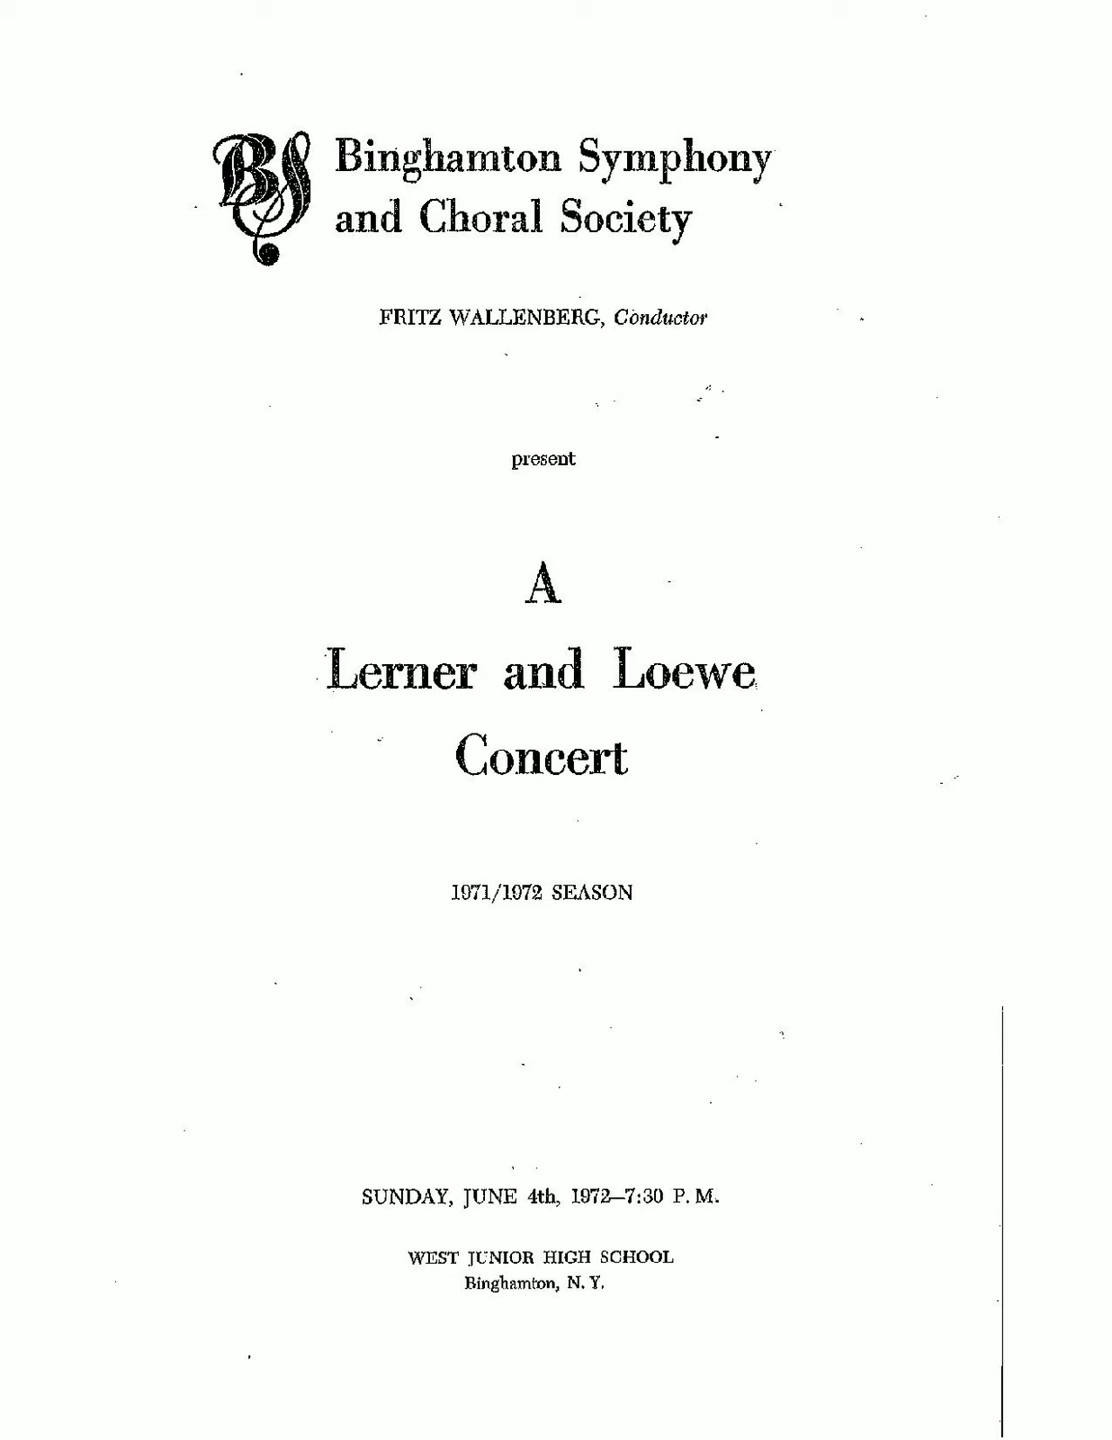 BS
Binghamton Symphony
and Choral Society
FRITZ WALLENBERG, Conductor
present
A
Lerner and Loewe
Concert
1971/1972 SEASON
SUNDAY, JUNE 4th, 1972–7:30 P. M.
WEST JUNIOR HIGH SCHOOL
Binghamton, N. Y.